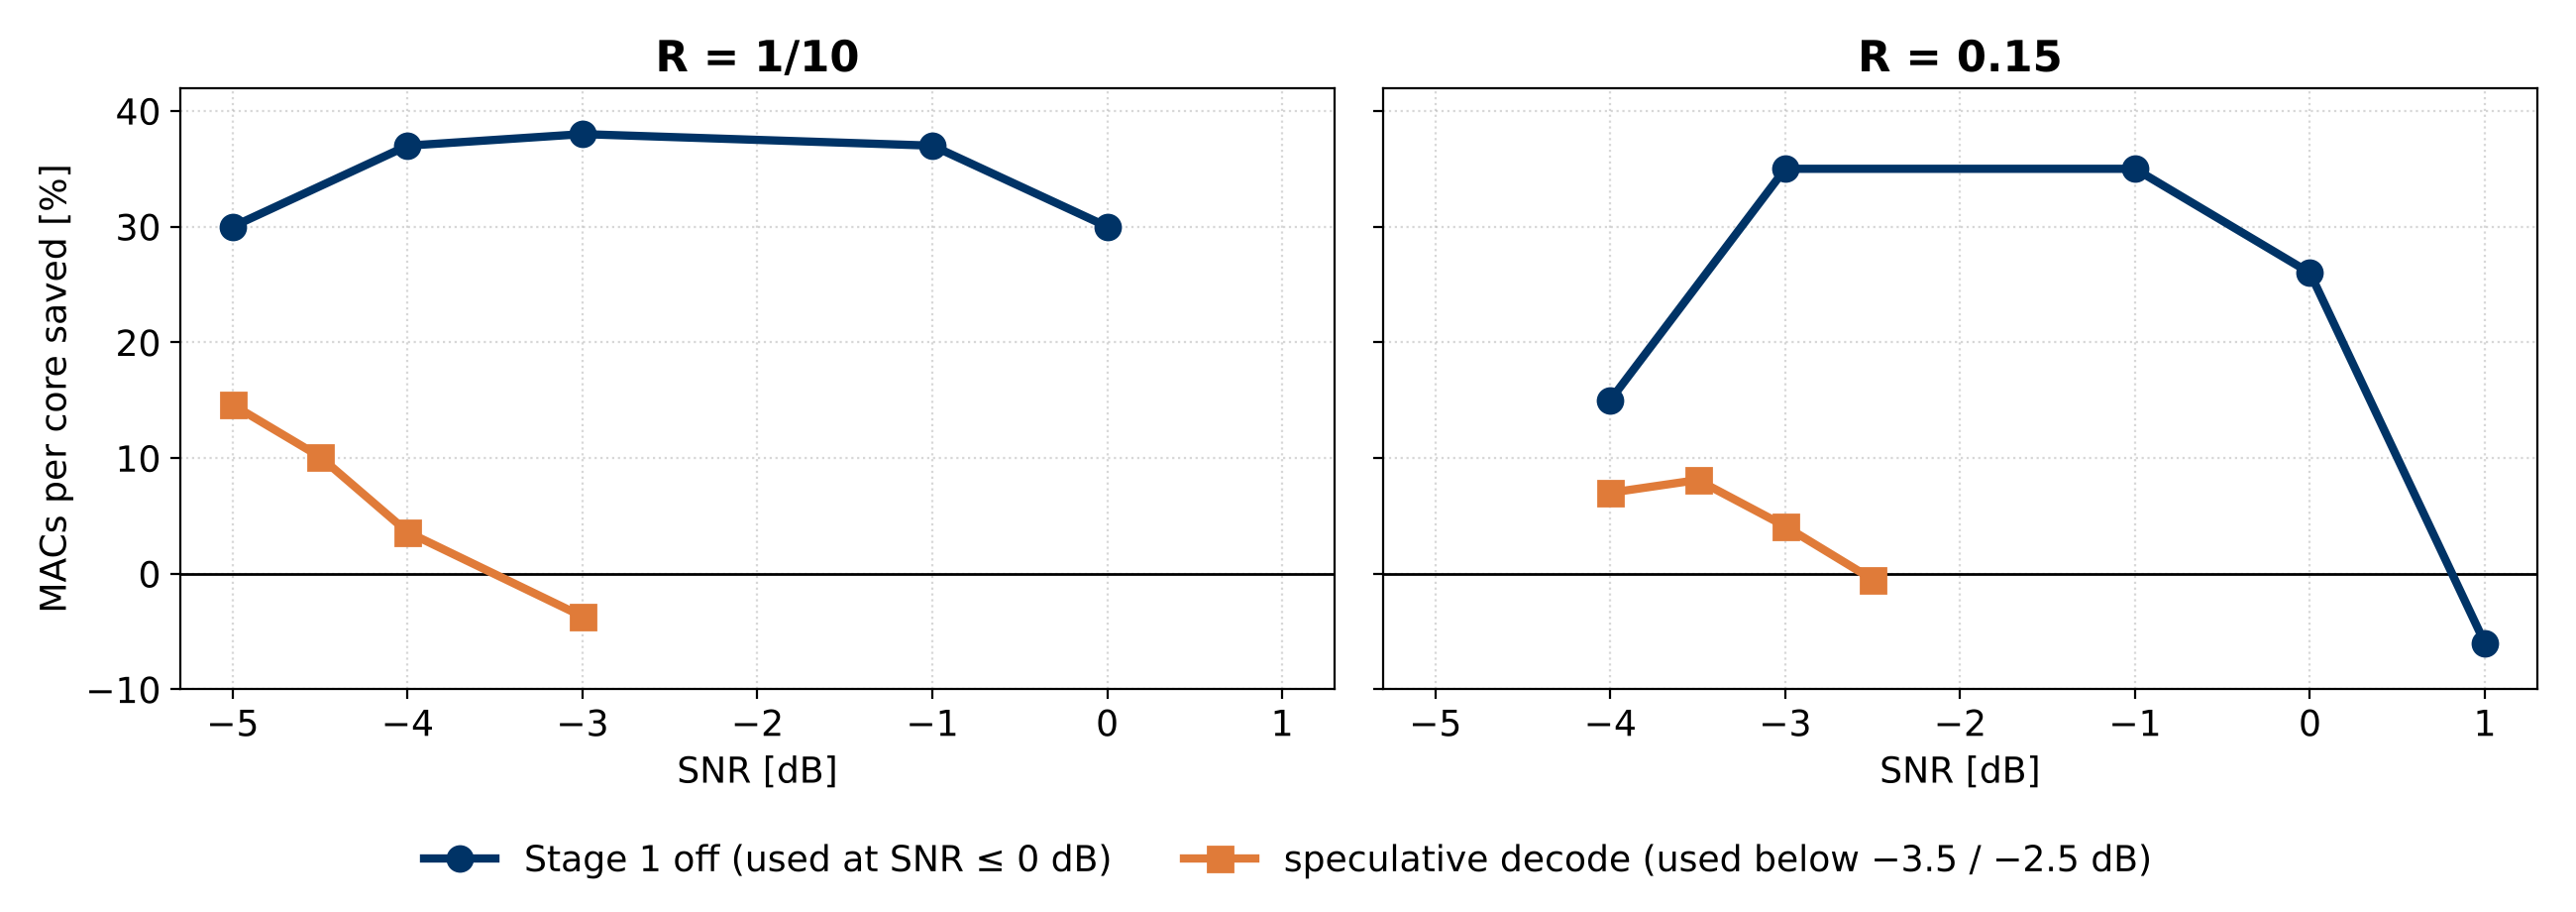 R = 1/10
R = 0.15
MACs per core saved [%]
40
30
20
10
0
−10
−5 −4 −3 −2 −1 0 1
−5 −4 −3 −2 −1 0 1
SNR [dB]
SNR [dB]
Stage 1 off (used at SNR ≤ 0 dB)
speculative decode (used below −3.5 / −2.5 dB)